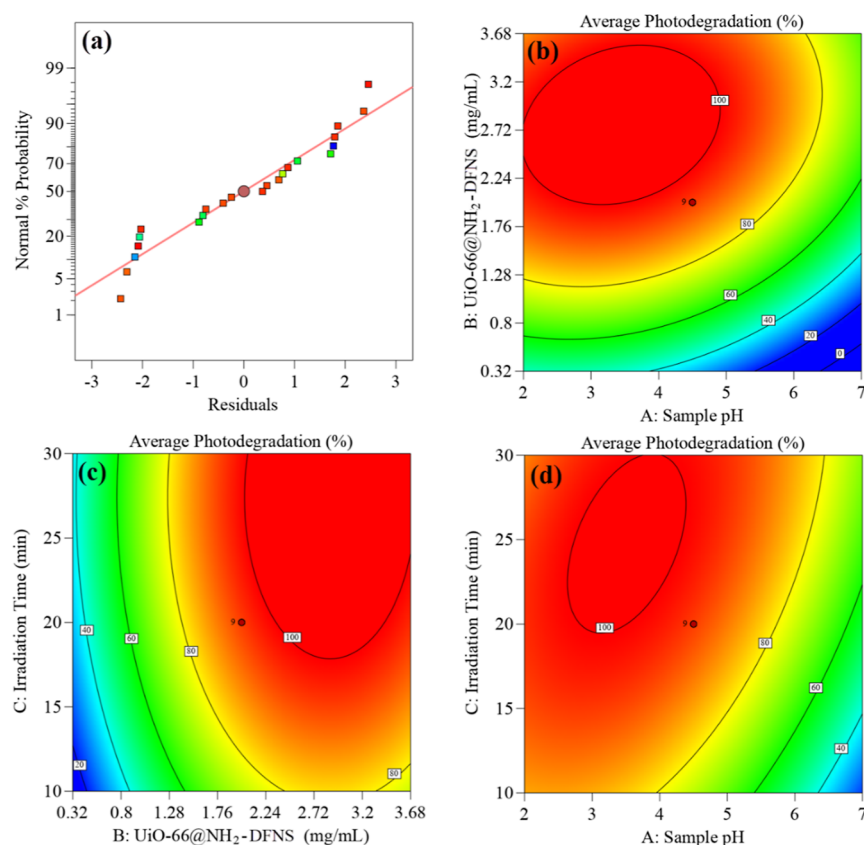 (a)
Normal % Probability
99
90
70
50
20
5
1
-3 -2 -1 0 1 2 3
Residuals
Average Photodegradation (%)
(b)
B: UiO-66@NH₂-DFNS (mg/mL)
3.68
3.2
2.72
2.24
1.76
1.28
0.8
0.32
100
9
80
60
40
20
0
2 3 4 5 6 7
A: Sample pH
Average Photodegradation (%)
(c)
C: Irradiation Time (min)
30
25
20
15
10
9
40
60
80
100
20
80
0.32 0.8 1.28 1.76 2.24 2.72 3.2 3.68
B: UiO-66@NH₂-DFNS (mg/mL)
Average Photodegradation (%)
(d)
C: Irradiation Time (min)
30
25
20
15
10
9
100
80
60
40
2 3 4 5 6 7
A: Sample pH